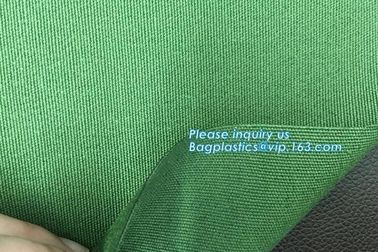 Please inquiry us
Bagplastics@vip.163.com